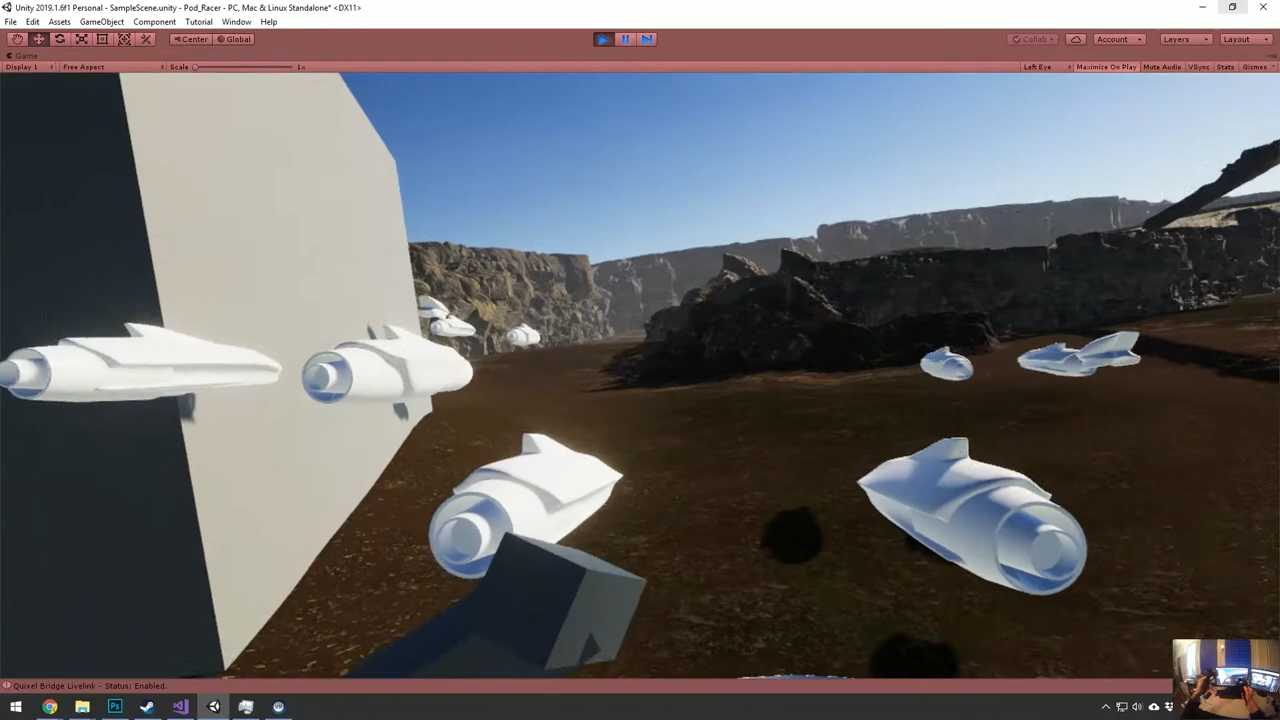 Unity 2019.1.6f1 Personal - SampleScene.unity - Pod_Racer - PC, Mac & Linux Standalone* <DX11>
File Edit Assets GameObject Component Tutorial Window Help
Center Global Collab Account Layers Layout
Game
Display 1 Free Aspect Scale 1x Left Eye Maximize On Play Mute Audio VSync Stats Gizmos
Quixel Bridge Livelink - Status: Enabled.
Ps